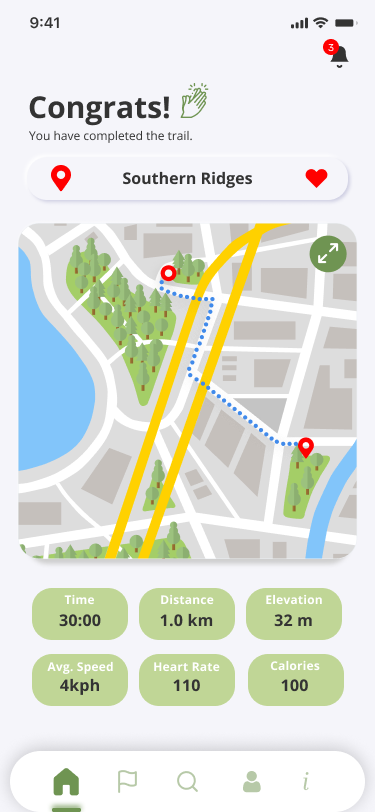 9:41
3
Congrats!
You have completed the trail.
Southern Ridges
Time
30:00
Distance
1.0 km
Elevation
32 m
Avg. Speed
4kph
Heart Rate
110
Calories
100
i